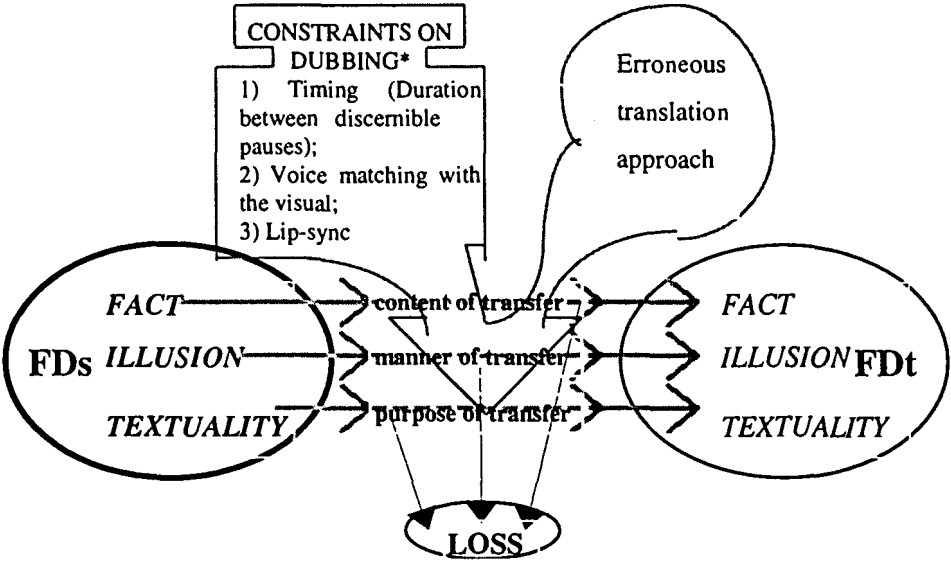 CONSTRAINTS ON
DUBBING*
1) Timing (Duration
between discernible
pauses);
2) Voice matching with
the visual;
3) Lip-sync
Erroneous
translation
approach
FDs
FACT
content of transfer
FACT
ILLUSION
manner of transfer
ILLUSION
FDt
TEXTUALITY
purpose of transfer
TEXTUALITY
LOSS